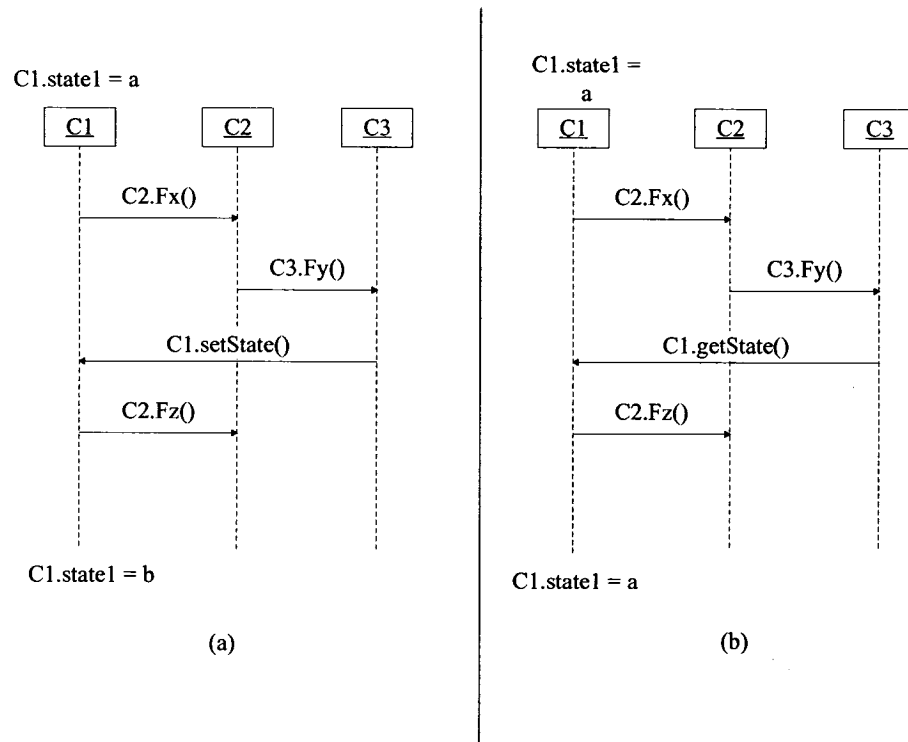 C1.state1 = a
C1
C2
C3
C2.Fx()
C3.Fy()
C1.setState()
C2.Fz()
C1.state1 = b
(a)
C1.state1 =
a
C1
C2
C3
C2.Fx()
C3.Fy()
C1.getState()
C2.Fz()
C1.state1 = a
(b)